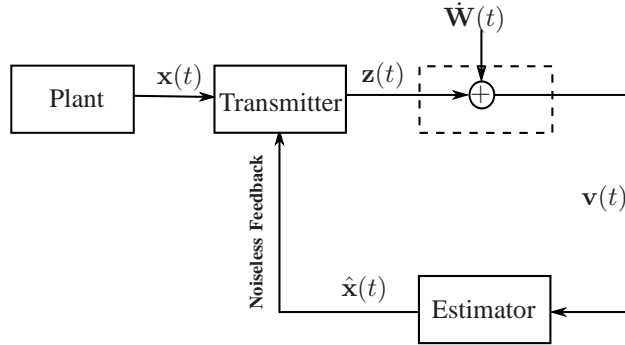 Ẇ(t)
x(t)
z(t)
Plant
Transmitter
+
Noiseless Feedback
v(t)
x̂(t)
Estimator